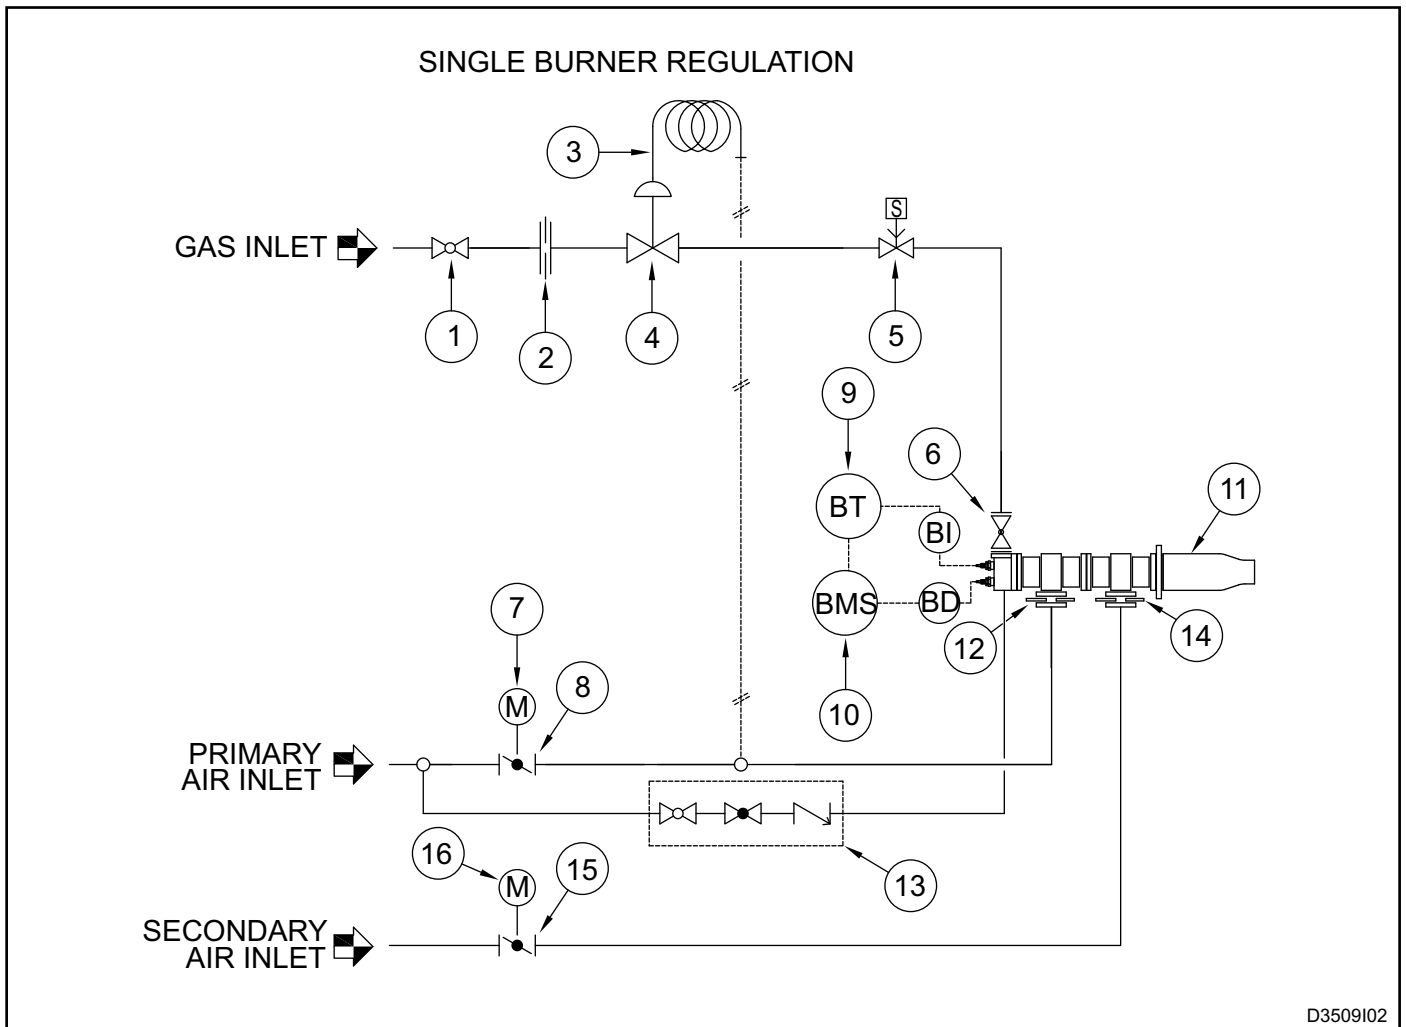 SINGLE BURNER REGULATION
3
S
GAS INLET
1
2
4
5
9
6
11
BT
BI
7
BMS
BD
12
14
8
M
10
PRIMARY
AIR INLET
16
15
13
M
SECONDARY
AIR INLET
D3509I02